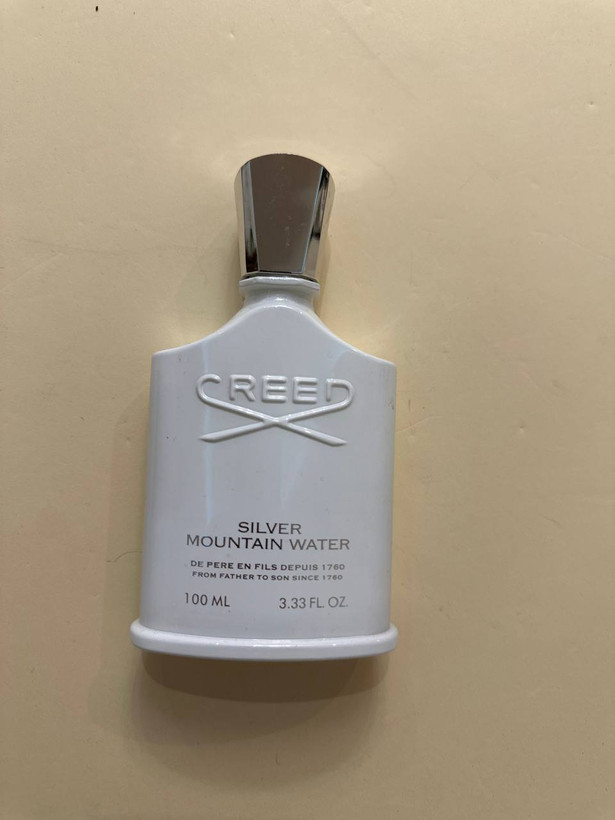 CREED
SILVER
MOUNTAIN WATER
DE PERE EN FILS DEPUIS 1760
FROM FATHER TO SON SINCE 1760
100 ML 3.33 FL. OZ.